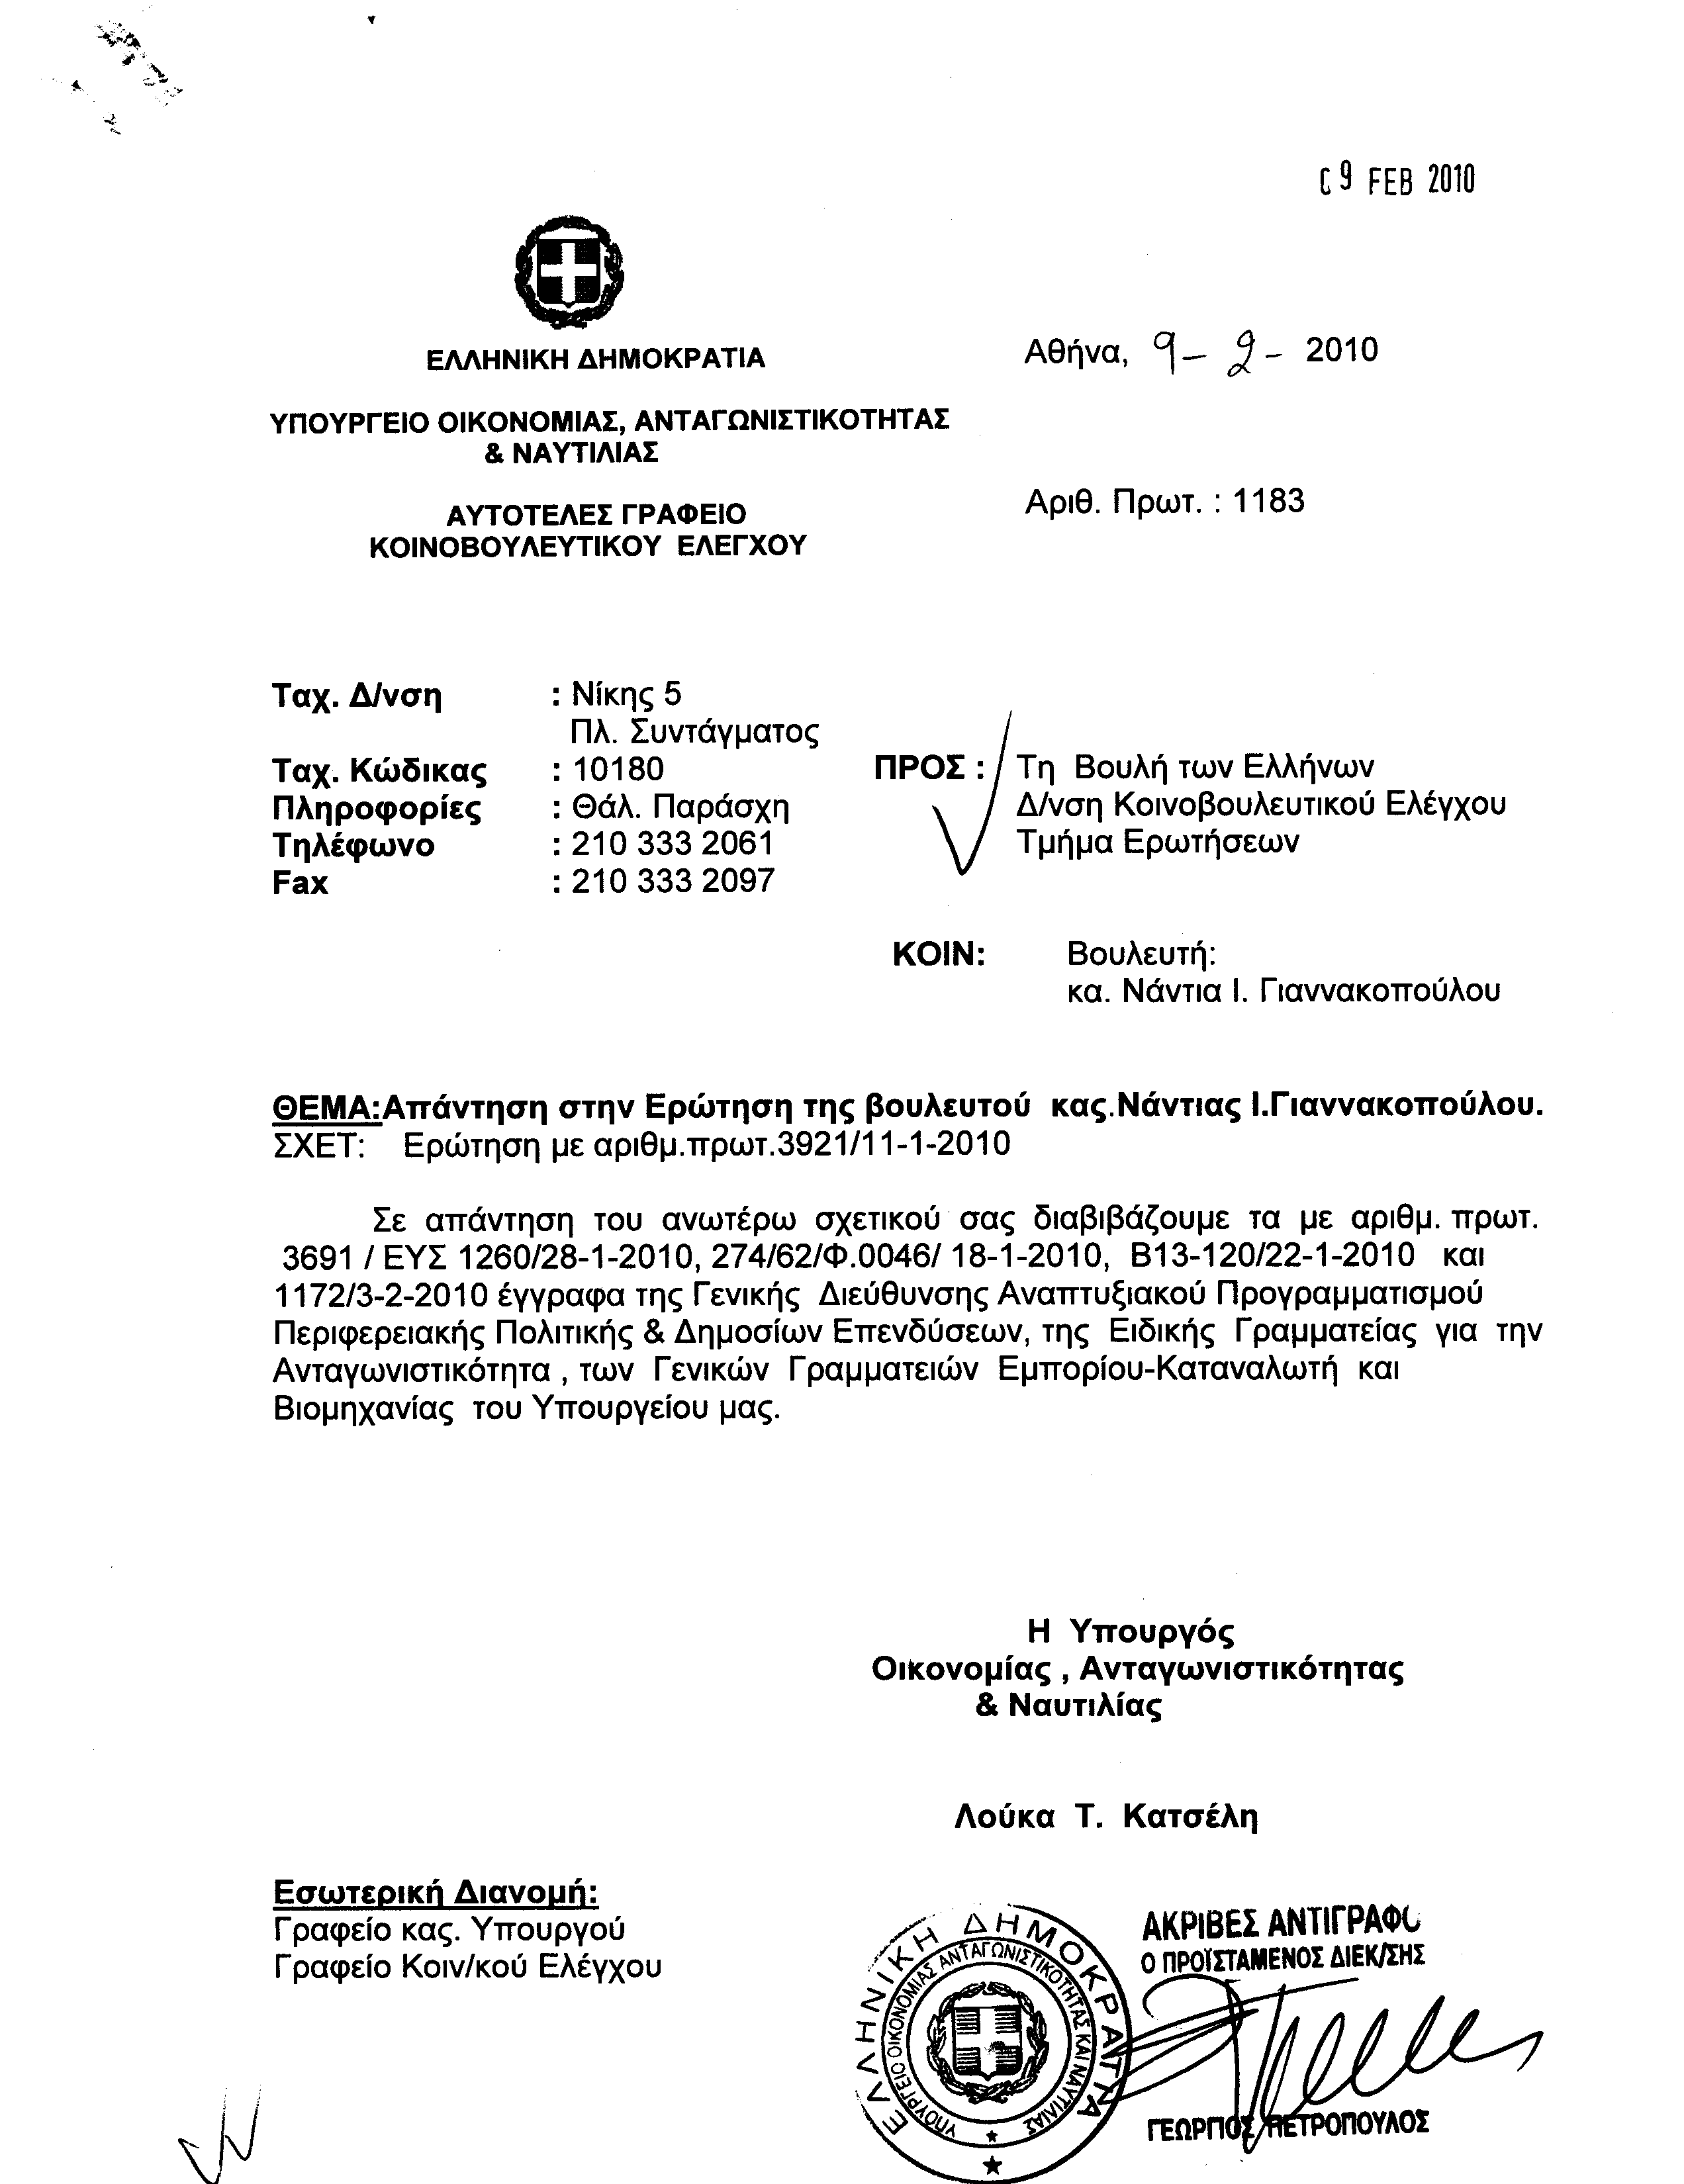 09 FEB 2010
ΕΛΛΗΝΙΚΗ ΔΗΜΟΚΡΑΤΙΑ
Αθήνα, 9 - 2 - 2010
ΥΠΟΥΡΓΕΙΟ ΟΙΚΟΝΟΜΙΑΣ, ΑΝΤΑΓΩΝΙΣΤΙΚΟΤΗΤΑΣ
& ΝΑΥΤΙΛΙΑΣ
ΑΥΤΟΤΕΛΕΣ ΓΡΑΦΕΙΟ
ΚΟΙΝΟΒΟΥΛΕΥΤΙΚΟΥ ΕΛΕΓΧΟΥ
Αριθ. Πρωτ. : 1183
Ταχ. Δ/νση : Νίκης 5
Πλ. Συντάγματος
Ταχ. Κώδικας : 10180
Πληροφορίες : Θάλ. Παράσχη
Τηλέφωνο : 210 333 2061
Fax : 210 333 2097
ΠΡΟΣ : Τη Βουλή των Ελλήνων
Δ/νση Κοινοβουλευτικού Ελέγχου
Τμήμα Ερωτήσεων
ΚΟΙΝ: Βουλευτή:
κα. Νάντια Ι. Γιαννακοπούλου
ΘΕΜΑ:Απάντηση στην Ερώτηση της βουλευτού κας.Νάντιας Ι.Γιαννακοπούλου.
ΣΧΕΤ: Ερώτηση με αριθμ.πρωτ.3921/11-1-2010
Σε απάντηση του ανωτέρω σχετικού σας διαβιβάζουμε τα με αριθμ. πρωτ.
3691 / ΕΥΣ 1260/28-1-2010, 274/62/Φ.0046/ 18-1-2010, Β13-120/22-1-2010 και
1172/3-2-2010 έγγραφα της Γενικής Διεύθυνσης Αναπτυξιακού Προγραμματισμού
Περιφερειακής Πολιτικής & Δημοσίων Επενδύσεων, της Ειδικής Γραμματείας για την
Ανταγωνιστικότητα , των Γενικών Γραμματειών Εμπορίου-Καταναλωτή και
Βιομηχανίας του Υπουργείου μας.
Η Υπουργός
Οικονομίας , Ανταγωνιστικότητας
& Ναυτιλίας
Λούκα Τ. Κατσέλη
Εσωτερική Διανομή:
Γραφείο κας. Υπουργού
Γραφείο Κοιν/κού Ελέγχου
ΕΛΛΗΝΙΚΗ ΔΗΜΟΚΡΑΤΙΑ
ΥΠΟΥΡΓΕΙΟ ΟΙΚΟΝΟΜΙΑΣ ΑΝΤΑΓΩΝΙΣΤΙΚΟΤΗΤΑΣ ΚΑΙ ΝΑΥΤΙΛΙΑΣ
ΑΚΡΙΒΕΣ ΑΝΤΙΓΡΑΦΟ
Ο ΠΡΟΪΣΤΑΜΕΝΟΣ ΔΙΕΚ/ΣΗΣ
ΓΕΩΡΓΙΟΣ ΠΕΤΡΟΠΟΥΛΟΣ